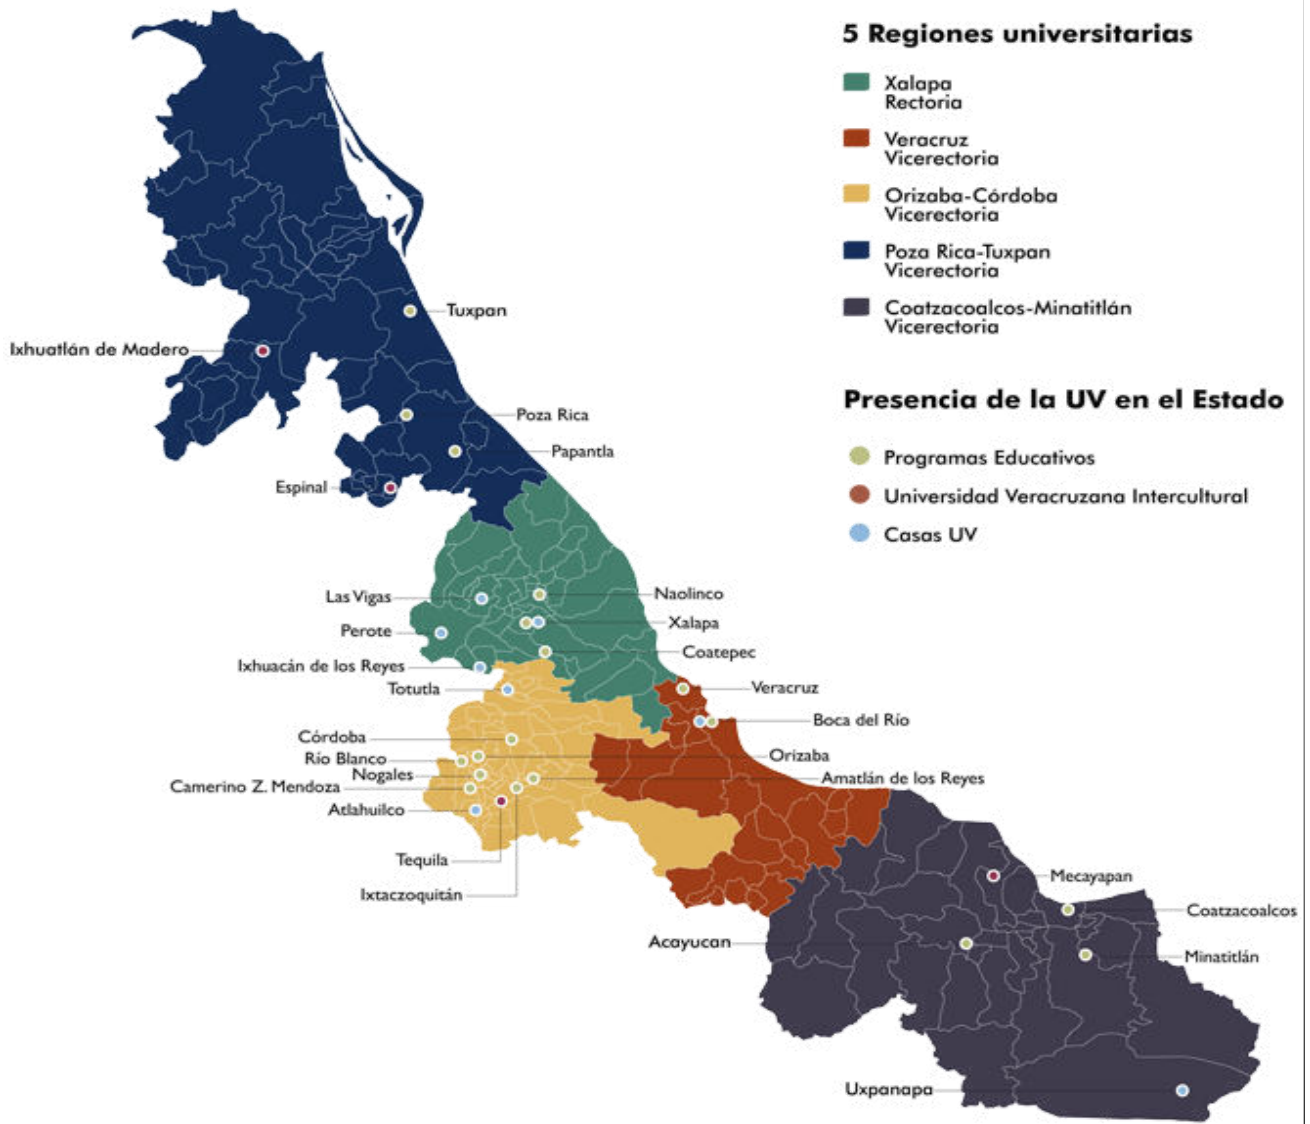 5 Regiones universitarias
Xalapa
Rectoria
Veracruz
Vicerectoria
Orizaba-Córdoba
Vicerectoria
Poza Rica-Tuxpan
Vicerectoria
Coatzacoalcos-Minatitlán
Vicerectoria
Presencia de la UV en el Estado
Programas Educativos
Universidad Veracruzana Intercultural
Casas UV
Tuxpan
Ixhuatlán de Madero
Poza Rica
Papantla
Espinal
Las Vigas
Naolinco
Xalapa
Perote
Coatepec
Ixhuacán de los Reyes
Totutla
Veracruz
Boca del Río
Córdoba
Orizaba
Río Blanco
Nogales
Amatlán de los Reyes
Camerino Z. Mendoza
Atlahuilco
Tequila
Ixtaczoquitán
Mecayapan
Coatzacoalcos
Acayucan
Minatitlán
Uxpanapa